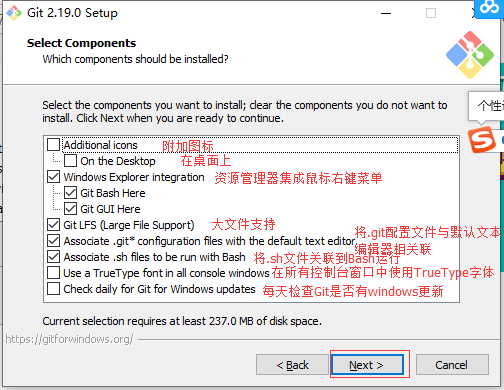 Git 2.19.0 Setup
Select Components
Which components should be installed?
Select the components you want to install; clear the components you do not want to
install. Click Next when you are ready to continue.
Additional icons 附加图标
On the Desktop 在桌面上
Windows Explorer integration 资源管理器集成鼠标右键菜单
Git Bash Here
Git GUI Here
Git LFS (Large File Support) 大文件支持
将.git配置文件与默认文本
Associate .git* configuration files with the default text editor 编辑器相关联
Associate .sh files to be run with Bash 将.sh文件关联到Bash运行
Use a TrueType font in all console windows 在所有控制台窗口中使用TrueType字体
Check daily for Git for Windows updates 每天检查Git是否有windows更新
Current selection requires at least 237.0 MB of disk space.
https://gitforwindows.org/
< Back
Next >
Cancel
个性